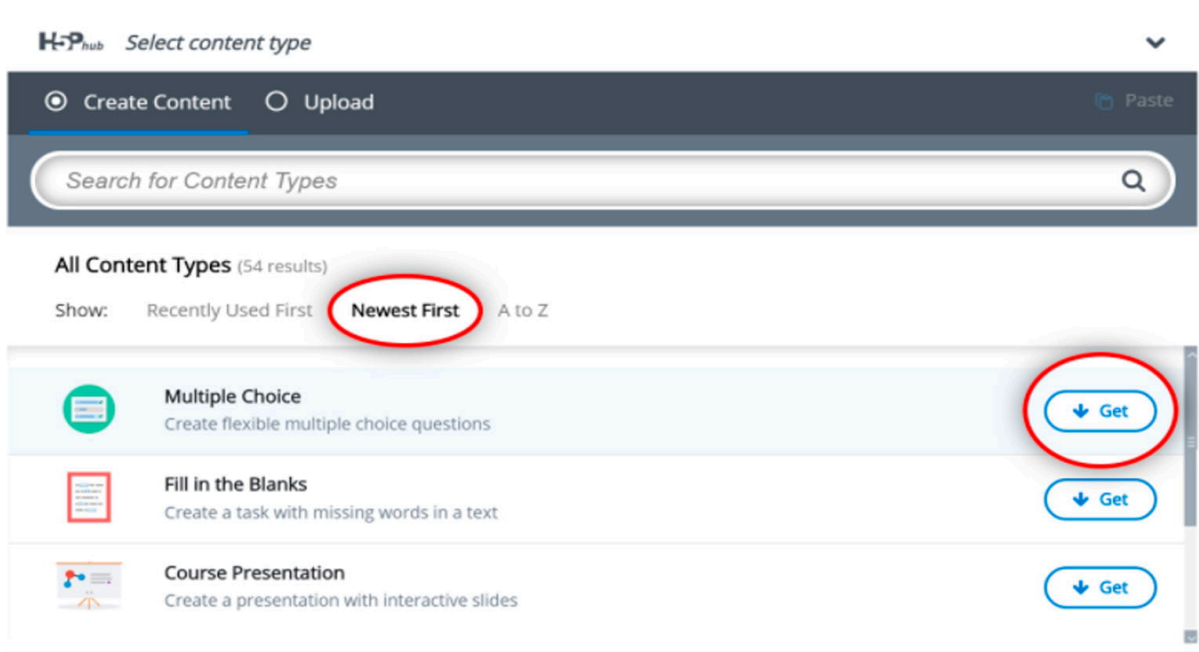 H5P hub Select content type
Create Content Upload Paste
Search for Content Types
All Content Types (54 results)
Show: Recently Used First Newest First A to Z
Multiple Choice
Create flexible multiple choice questions
Get
Fill in the Blanks
Create a task with missing words in a text
Get
Course Presentation
Create a presentation with interactive slides
Get